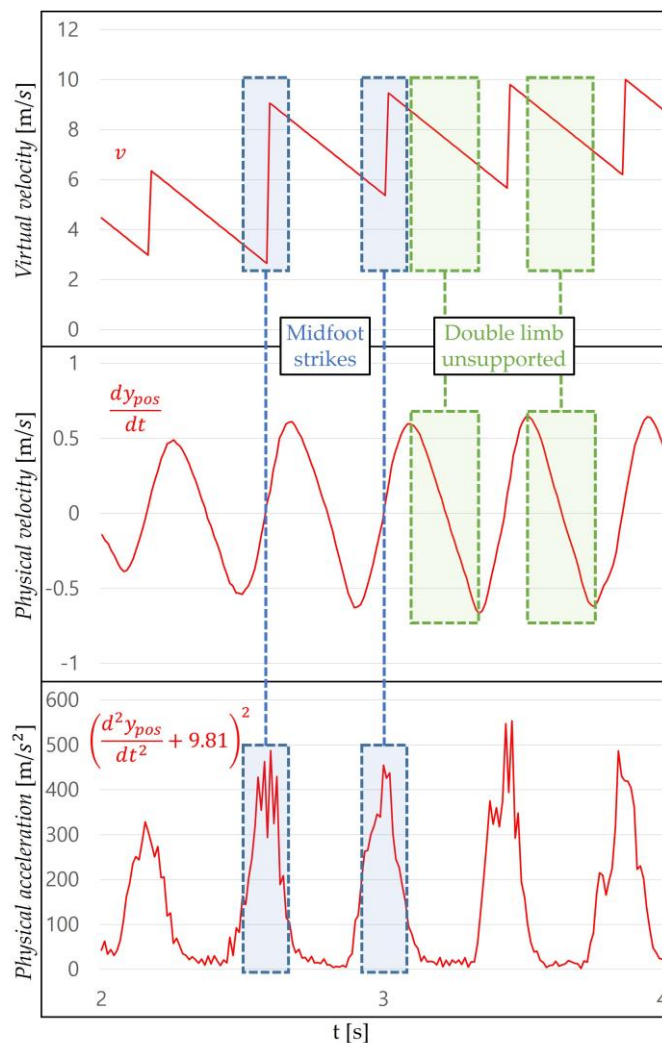 Virtual velocity [m/s]
12
10
8
6
4
2
0
v
Midfoot
strikes
Double limb
unsupported
Physical velocity [m/s]
1
0.5
0
-0.5
-1
dy_pos
dt
Physical acceleration [m/s²]
600
500
400
300
200
100
0
(d²y_pos/dt² + 9.81)²
2
3
4
t [s]